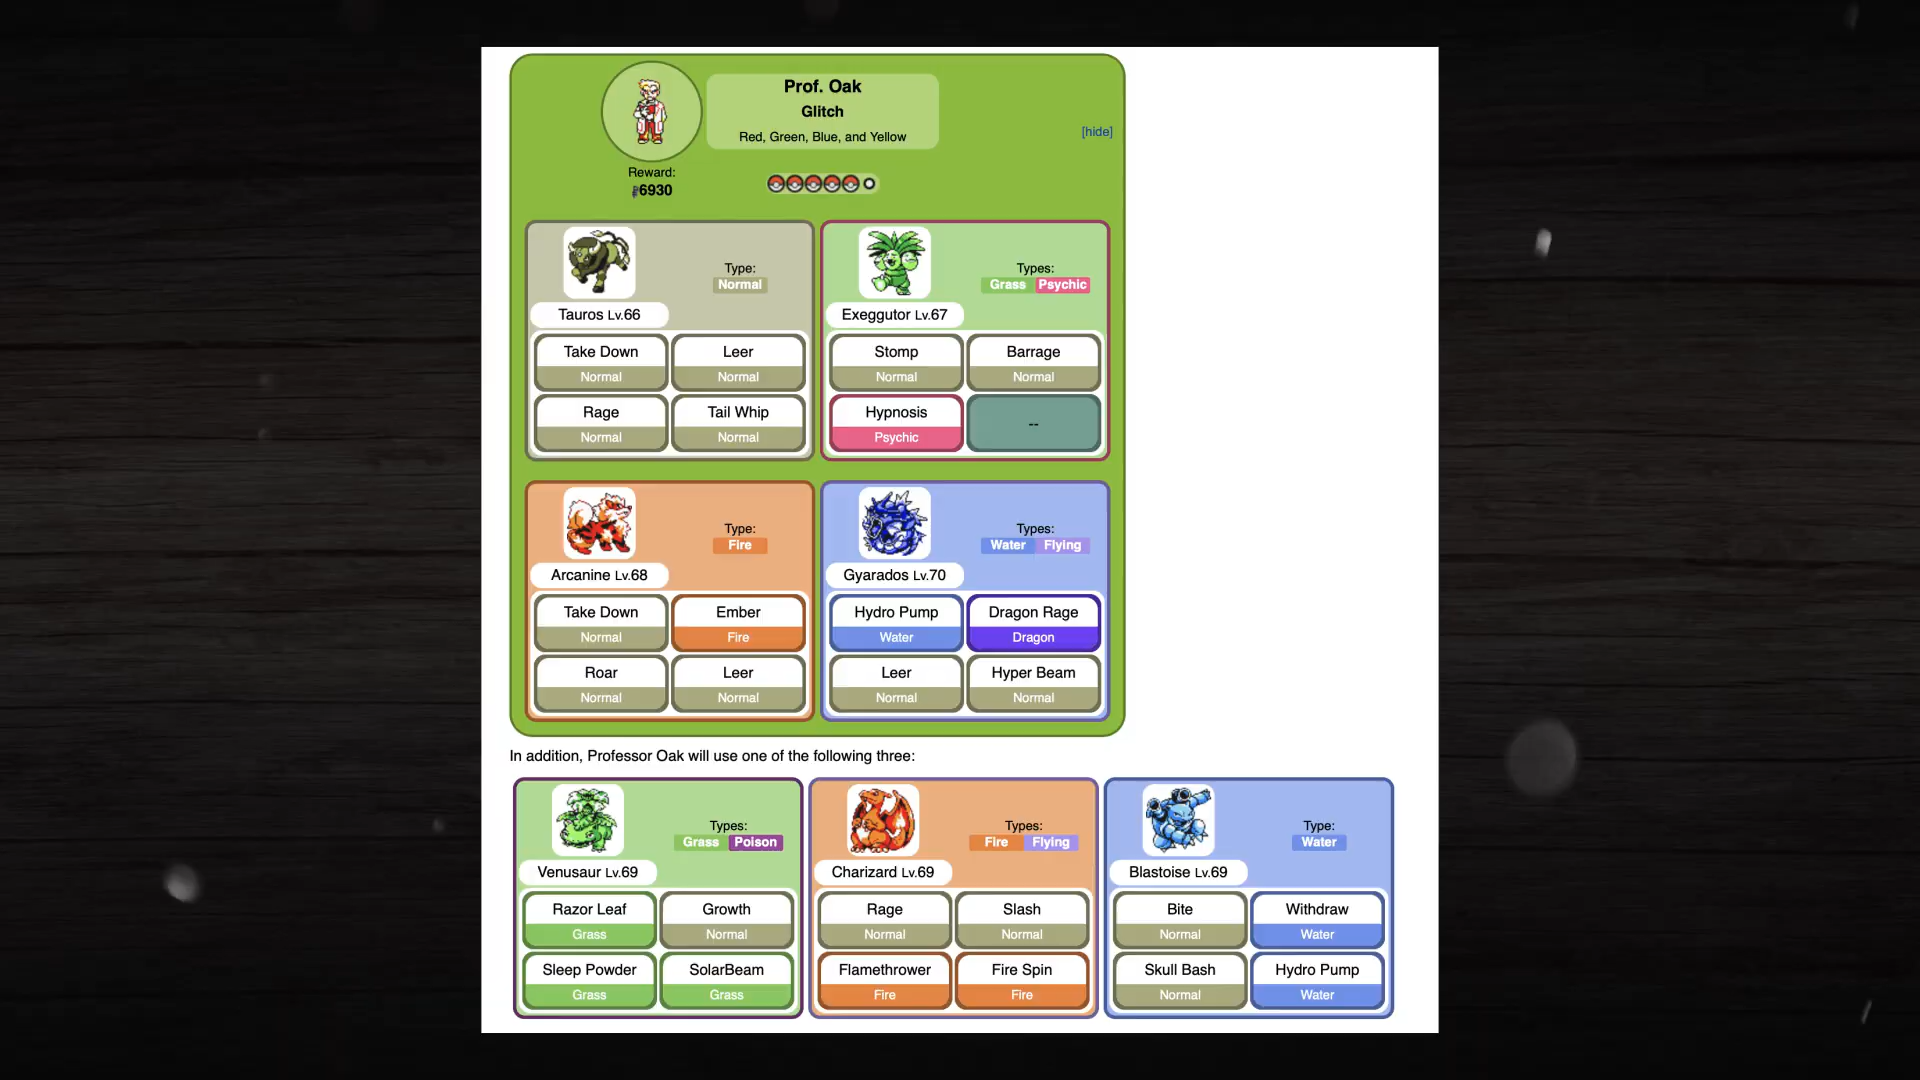 Prof. Oak
Glitch
Red, Green, Blue, and Yellow
[hide]
Reward:
6930
Type:
Normal
Tauros Lv.66
Take Down
Normal
Leer
Normal
Rage
Normal
Tail Whip
Normal
Types:
Grass Psychic
Exeggutor Lv.67
Stomp
Normal
Barrage
Normal
Hypnosis
Psychic
--
Type:
Fire
Arcanine Lv.68
Take Down
Normal
Ember
Fire
Roar
Normal
Leer
Normal
Types:
Water Flying
Gyarados Lv.70
Hydro Pump
Water
Dragon Rage
Dragon
Leer
Normal
Hyper Beam
Normal
In addition, Professor Oak will use one of the following three:
Types:
Grass Poison
Venusaur Lv.69
Razor Leaf
Grass
Growth
Normal
Sleep Powder
Grass
SolarBeam
Grass
Types:
Fire Flying
Charizard Lv.69
Rage
Normal
Slash
Normal
Flamethrower
Fire
Fire Spin
Fire
Type:
Water
Blastoise Lv.69
Bite
Normal
Withdraw
Water
Skull Bash
Normal
Hydro Pump
Water